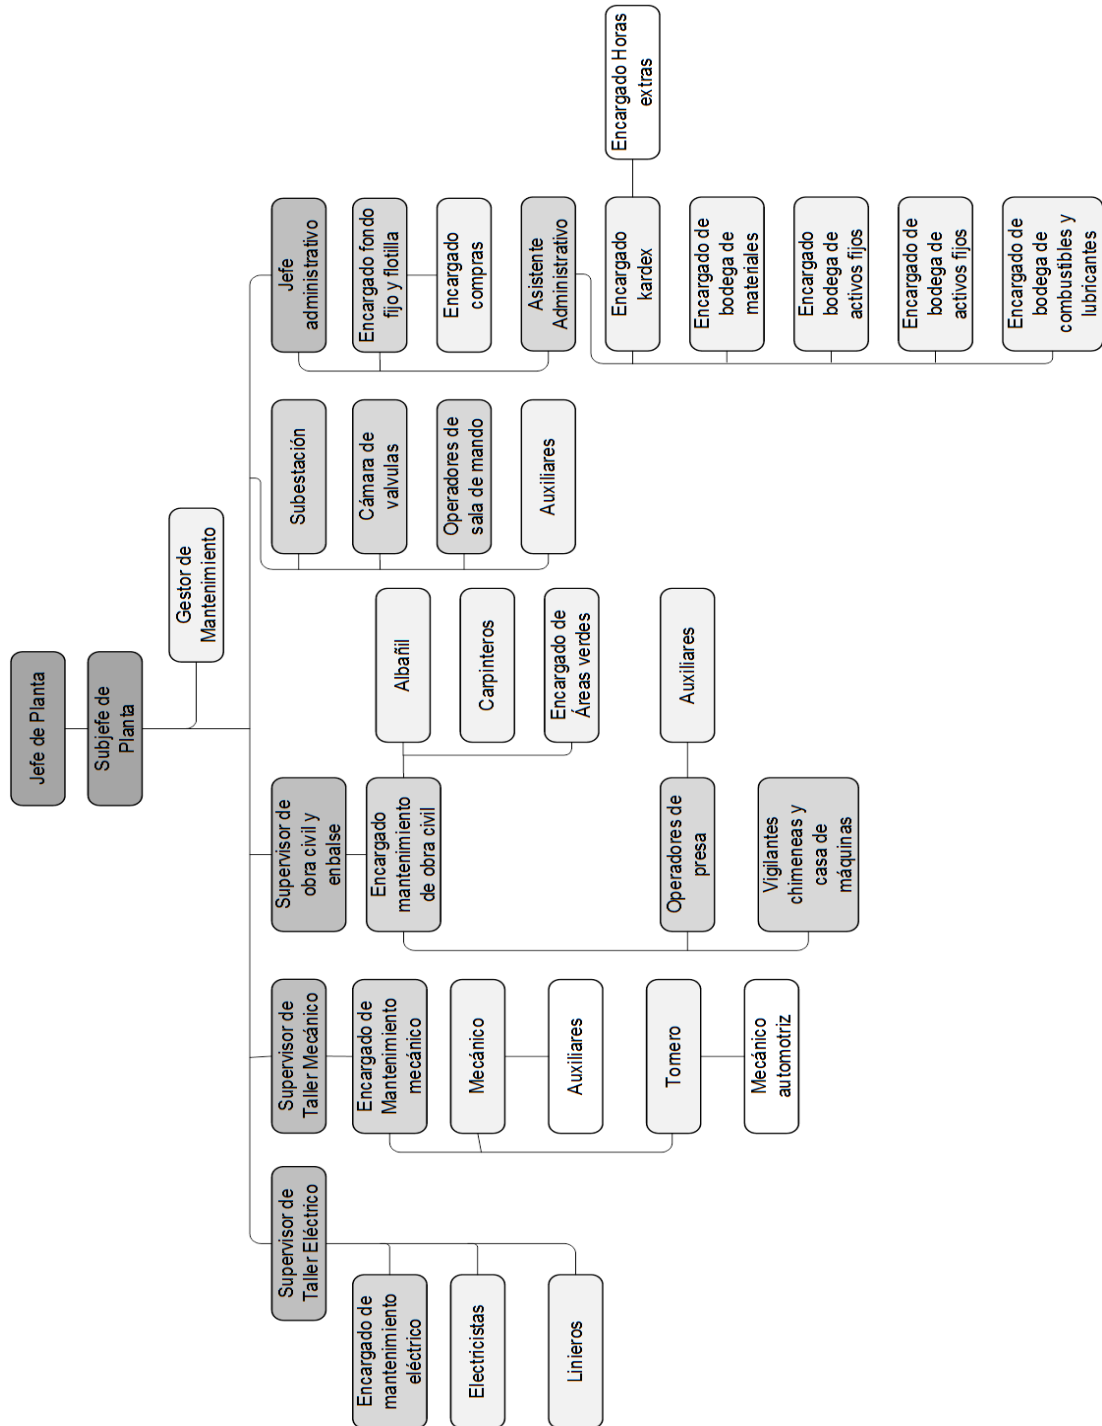 Jefe de Planta
Subjefe de
Planta
Gestor de
Mantenimiento
Supervisor de
Taller Eléctrico
Encargado de
mantenimiento
eléctrico
Electricistas
Linieros
Supervisor de
Taller Mecánico
Encargado de
Mantenimiento
mecánico
Mecánico
Auxiliares
Tornero
Mecánico
automotriz
Supervisor de
obra civil y
enbalse
Encargado
mantenimiento
de obra civil
Albañil
Carpinteros
Encargado de
Áreas verdes
Operadores de
presa
Auxiliares
Vigilantes
chimeneas y
casa de
máquinas
Subestación
Cámara de
valvulas
Operadores de
sala de mando
Auxiliares
Jefe
administrativo
Encargado fondo
fijo y flotilla
Encargado
compras
Asistente
Administrativo
Encargado
kardex
Encargado Horas
extras
Encargado de
bodega de
materiales
Encargado
bodega de
activos fijos
Encargado de
bodega de
activos fijos
Encargado de
bodega de
combustibles y
lubricantes